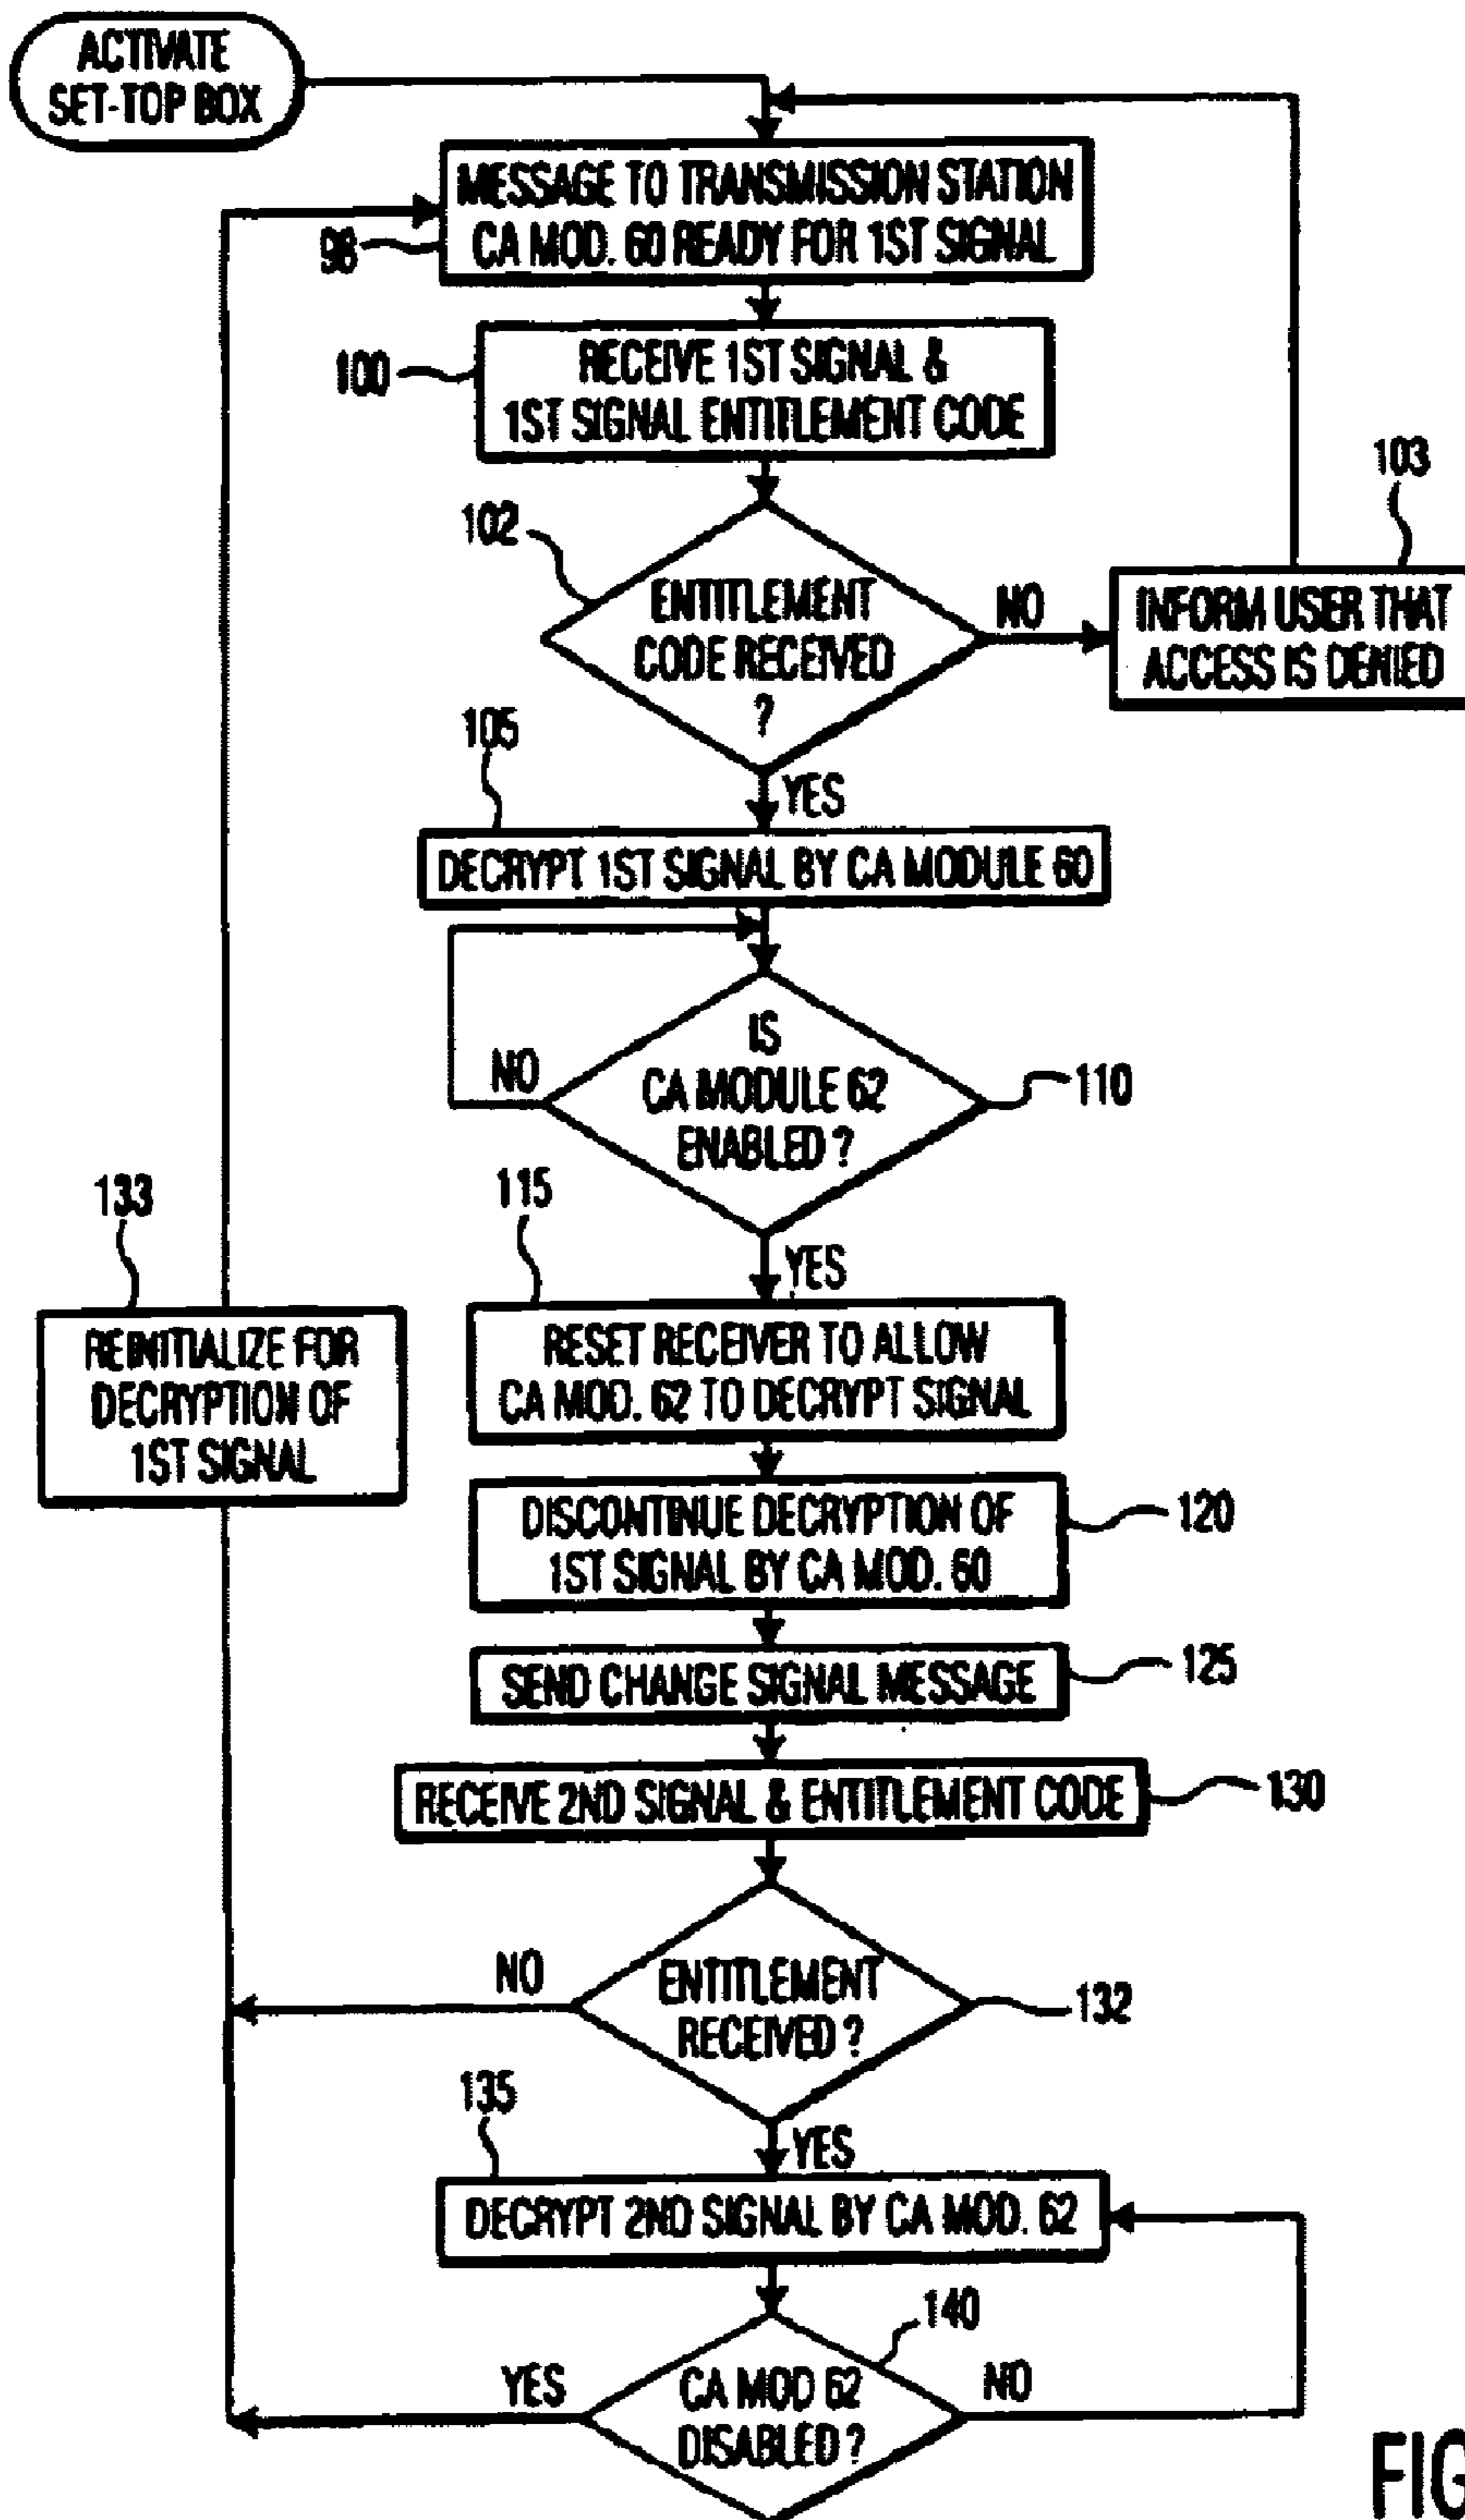 ACTIVATE
SET-TOP BOX
MESSAGE TO TRANSMISSION STATION
CA MOD. 60 READY FOR 1ST SIGNAL
98
RECEIVE 1ST SIGNAL &
1ST SIGNAL ENTITLEMENT CODE
100
103
102
ENTITLEMENT
CODE RECEIVED
?
NO
INFORM USER THAT
ACCESS IS DENIED
YES
105
DECRYPT 1ST SIGNAL BY CA MODULE 60
IS
CA MODULE 62
ENABLED ?
NO
110
YES
133
115
REINITIALIZE FOR
DECRYPTION OF
1ST SIGNAL
RESET RECEIVER TO ALLOW
CA MOD. 62 TO DECRYPT SIGNAL
DISCONTINUE DECRYPTION OF
1ST SIGNAL BY CA MOD. 60
120
SEND CHANGE SIGNAL MESSAGE
125
RECEIVE 2ND SIGNAL & ENTITLEMENT CODE
130
NO
ENTITLEMENT
RECEIVED ?
132
YES
135
DECRYPT 2ND SIGNAL BY CA MOD. 62
140
YES
CA MOD 62
DISABLED ?
NO
FIG